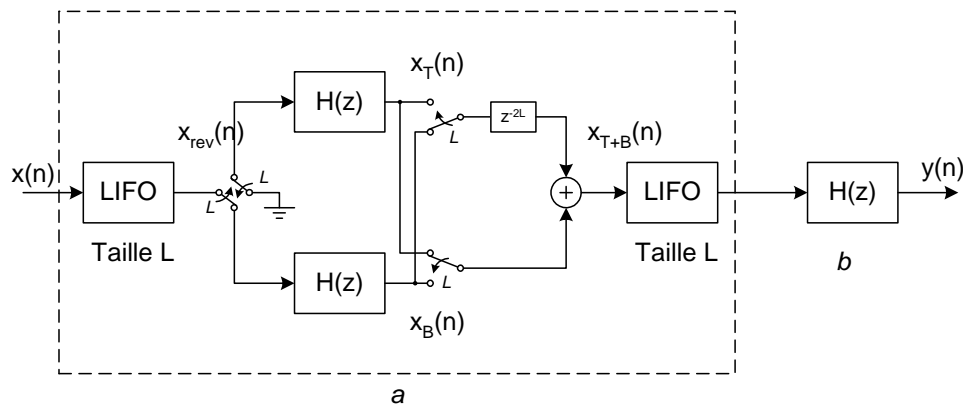 x_T(n)
H(z)
z^-2L
L
x_rev(n)
x_T+B(n)
x(n)
L
y(n)
LIFO
LIFO
H(z)
L
Taille L
Taille L
H(z)
L
b
x_B(n)
a